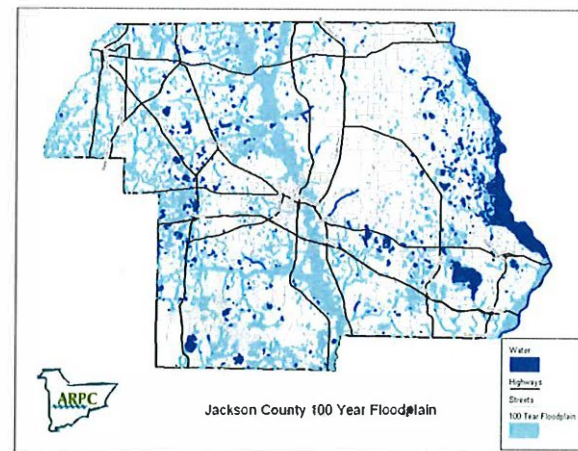 ARPC
Jackson County 100 Year Floodplain
Water
Highways
Streets
100 Year Floodplain